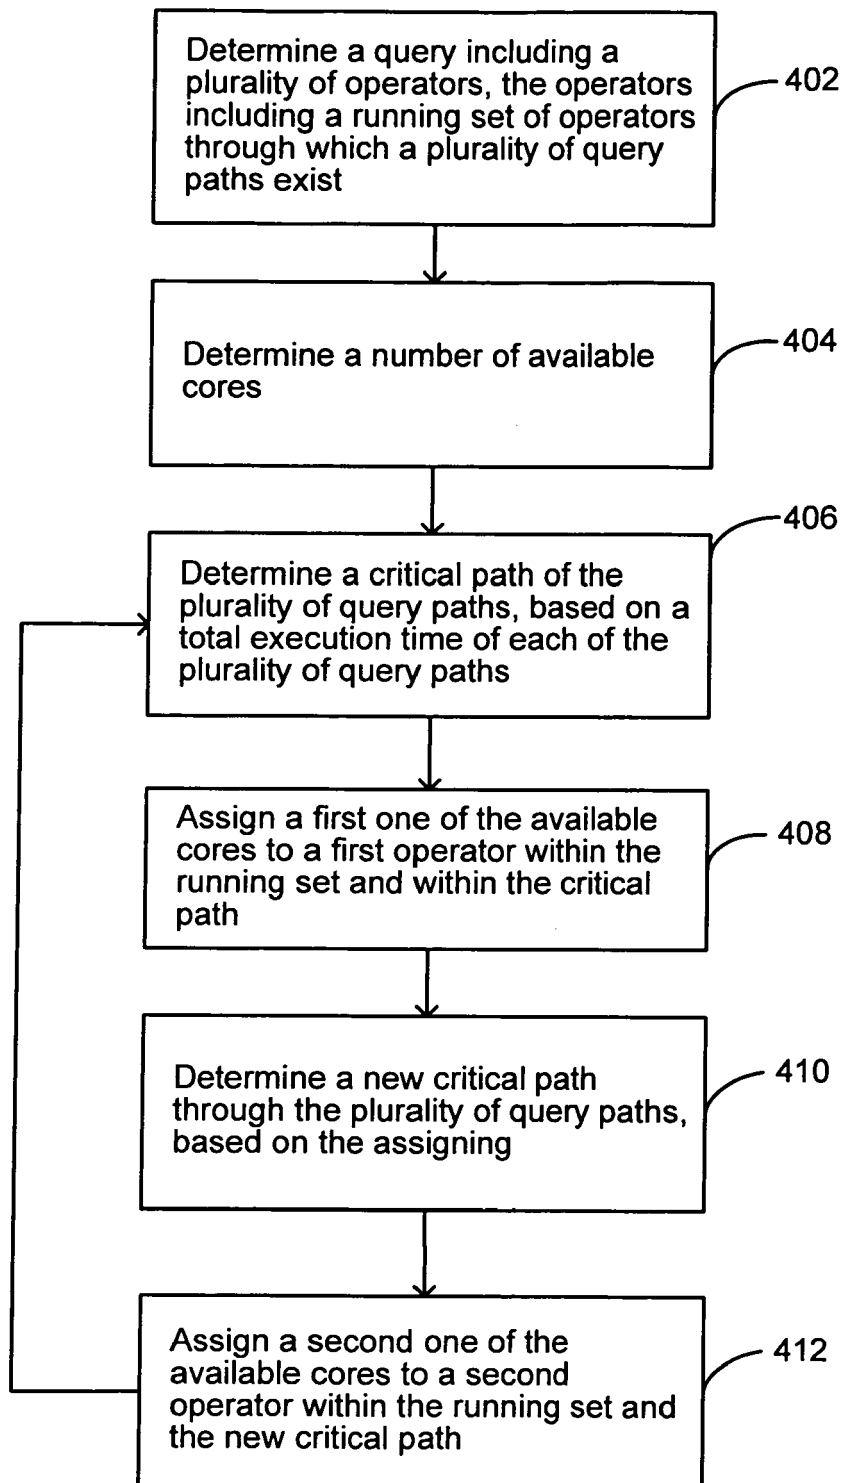 Determine a query including a
plurality of operators, the operators
including a running set of operators
through which a plurality of query
paths exist
402
Determine a number of available
cores
404
406
Determine a critical path of the
plurality of query paths, based on a
total execution time of each of the
plurality of query paths
Assign a first one of the available
cores to a first operator within the
running set and within the critical
path
408
Determine a new critical path
through the plurality of query paths,
based on the assigning
410
Assign a second one of the
available cores to a second
operator within the running set and
the new critical path
412